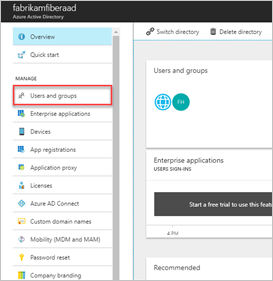 fabrikamfiberaad
Azure Active Directory
Overview
Quick start
MANAGE
Users and groups
Enterprise applications
Devices
App registrations
Application proxy
Licenses
Azure AD Connect
Custom domain names
Mobility (MDM and MAM)
Password reset
Company branding
Switch directory
Delete directory
Users and groups
Enterprise applications
USERS SIGN-INS
Start a free trial to use this featu
4 PM
Recommended